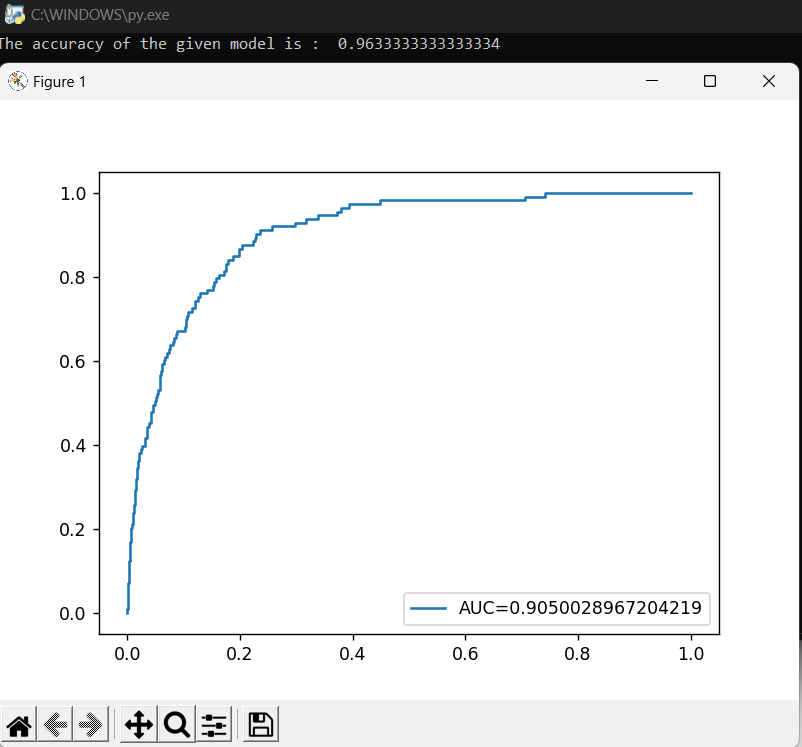 C:\WINDOWS\py.exe
The accuracy of the given model is :  0.9633333333333334
Figure 1
1.0
0.8
0.6
0.4
0.2
0.0
AUC=0.9050028967204219
0.0 0.2 0.4 0.6 0.8 1.0